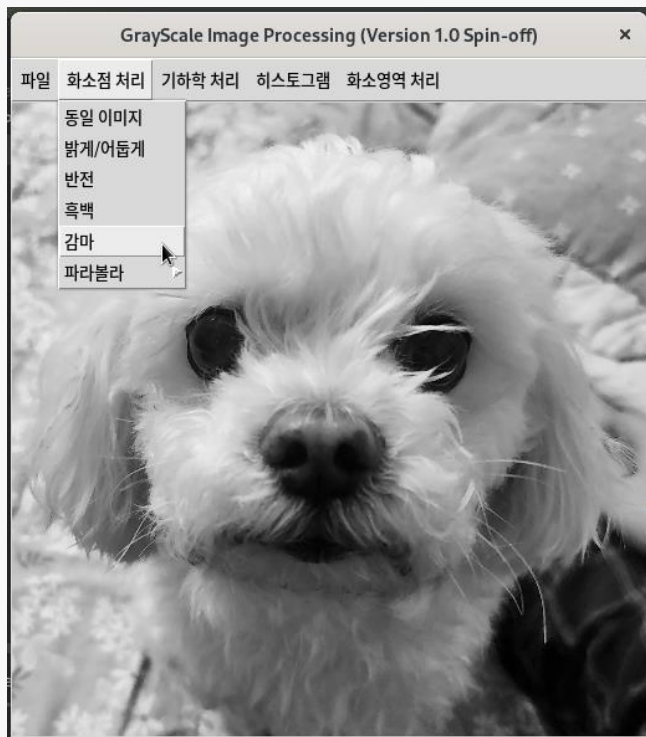 GrayScale Image Processing (Version 1.0 Spin-off)
파일 화소점 처리 기하학 처리 히스토그램 화소영역 처리
동일 이미지
밝게/어둡게
반전
흑백
감마
파라볼라